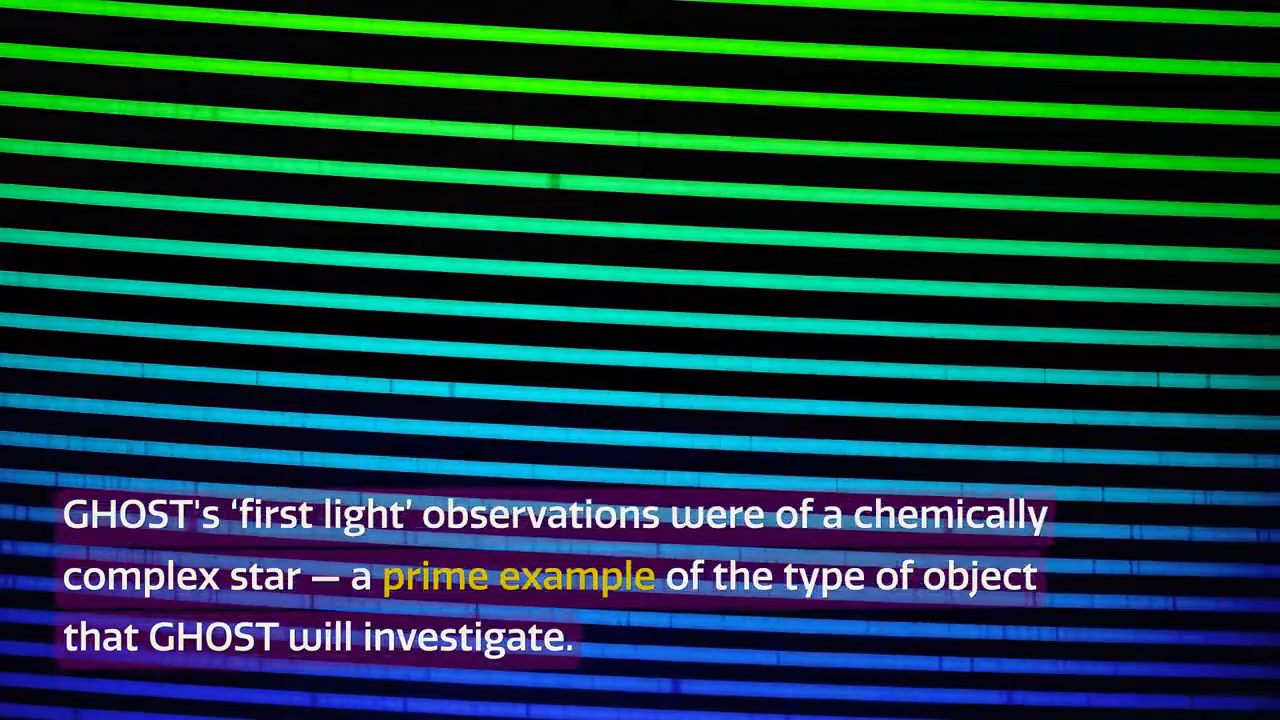 GHOST's ‘first light’ observations were of a chemically
complex star — a prime example of the type of object
that GHOST will investigate.